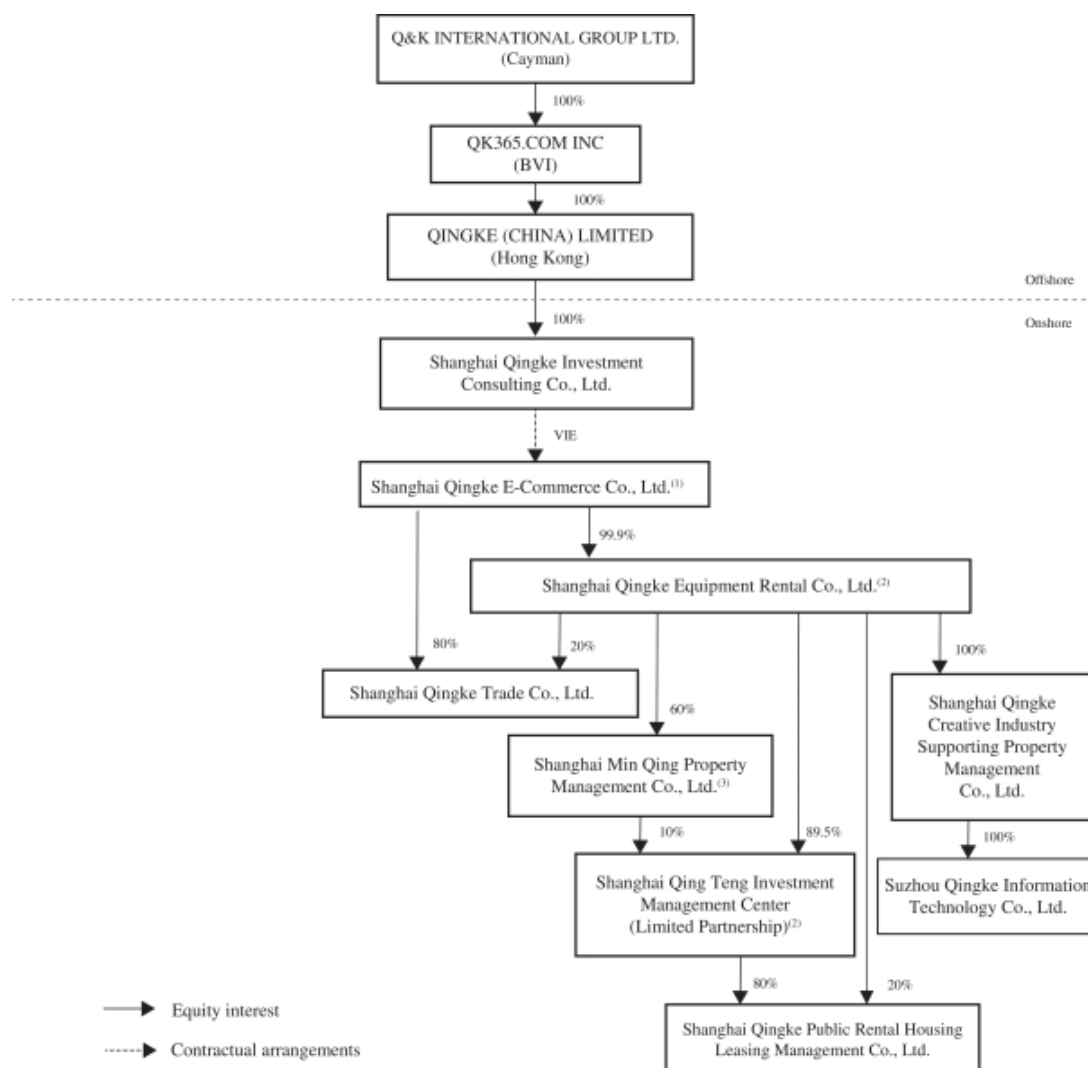 Q&K INTERNATIONAL GROUP LTD.
(Cayman)
100%
QK365.COM INC
(BVI)
100%
QINGKE (CHINA) LIMITED
(Hong Kong)
Offshore
100%
Onshore
Shanghai Qingke Investment
Consulting Co., Ltd.
VIE
Shanghai Qingke E-Commerce Co., Ltd.(1)
99.9%
Shanghai Qingke Equipment Rental Co., Ltd.(2)
80%
20%
100%
Shanghai Qingke Trade Co., Ltd.
60%
Shanghai Qingke
Creative Industry
Supporting Property
Management
Co., Ltd.
Shanghai Min Qing Property
Management Co., Ltd.(3)
10%
89.5%
100%
Shanghai Qing Teng Investment
Management Center
(Limited Partnership)(2)
Suzhou Qingke Information
Technology Co., Ltd.
80%
20%
Shanghai Qingke Public Rental Housing
Leasing Management Co., Ltd.
Equity interest
Contractual arrangements